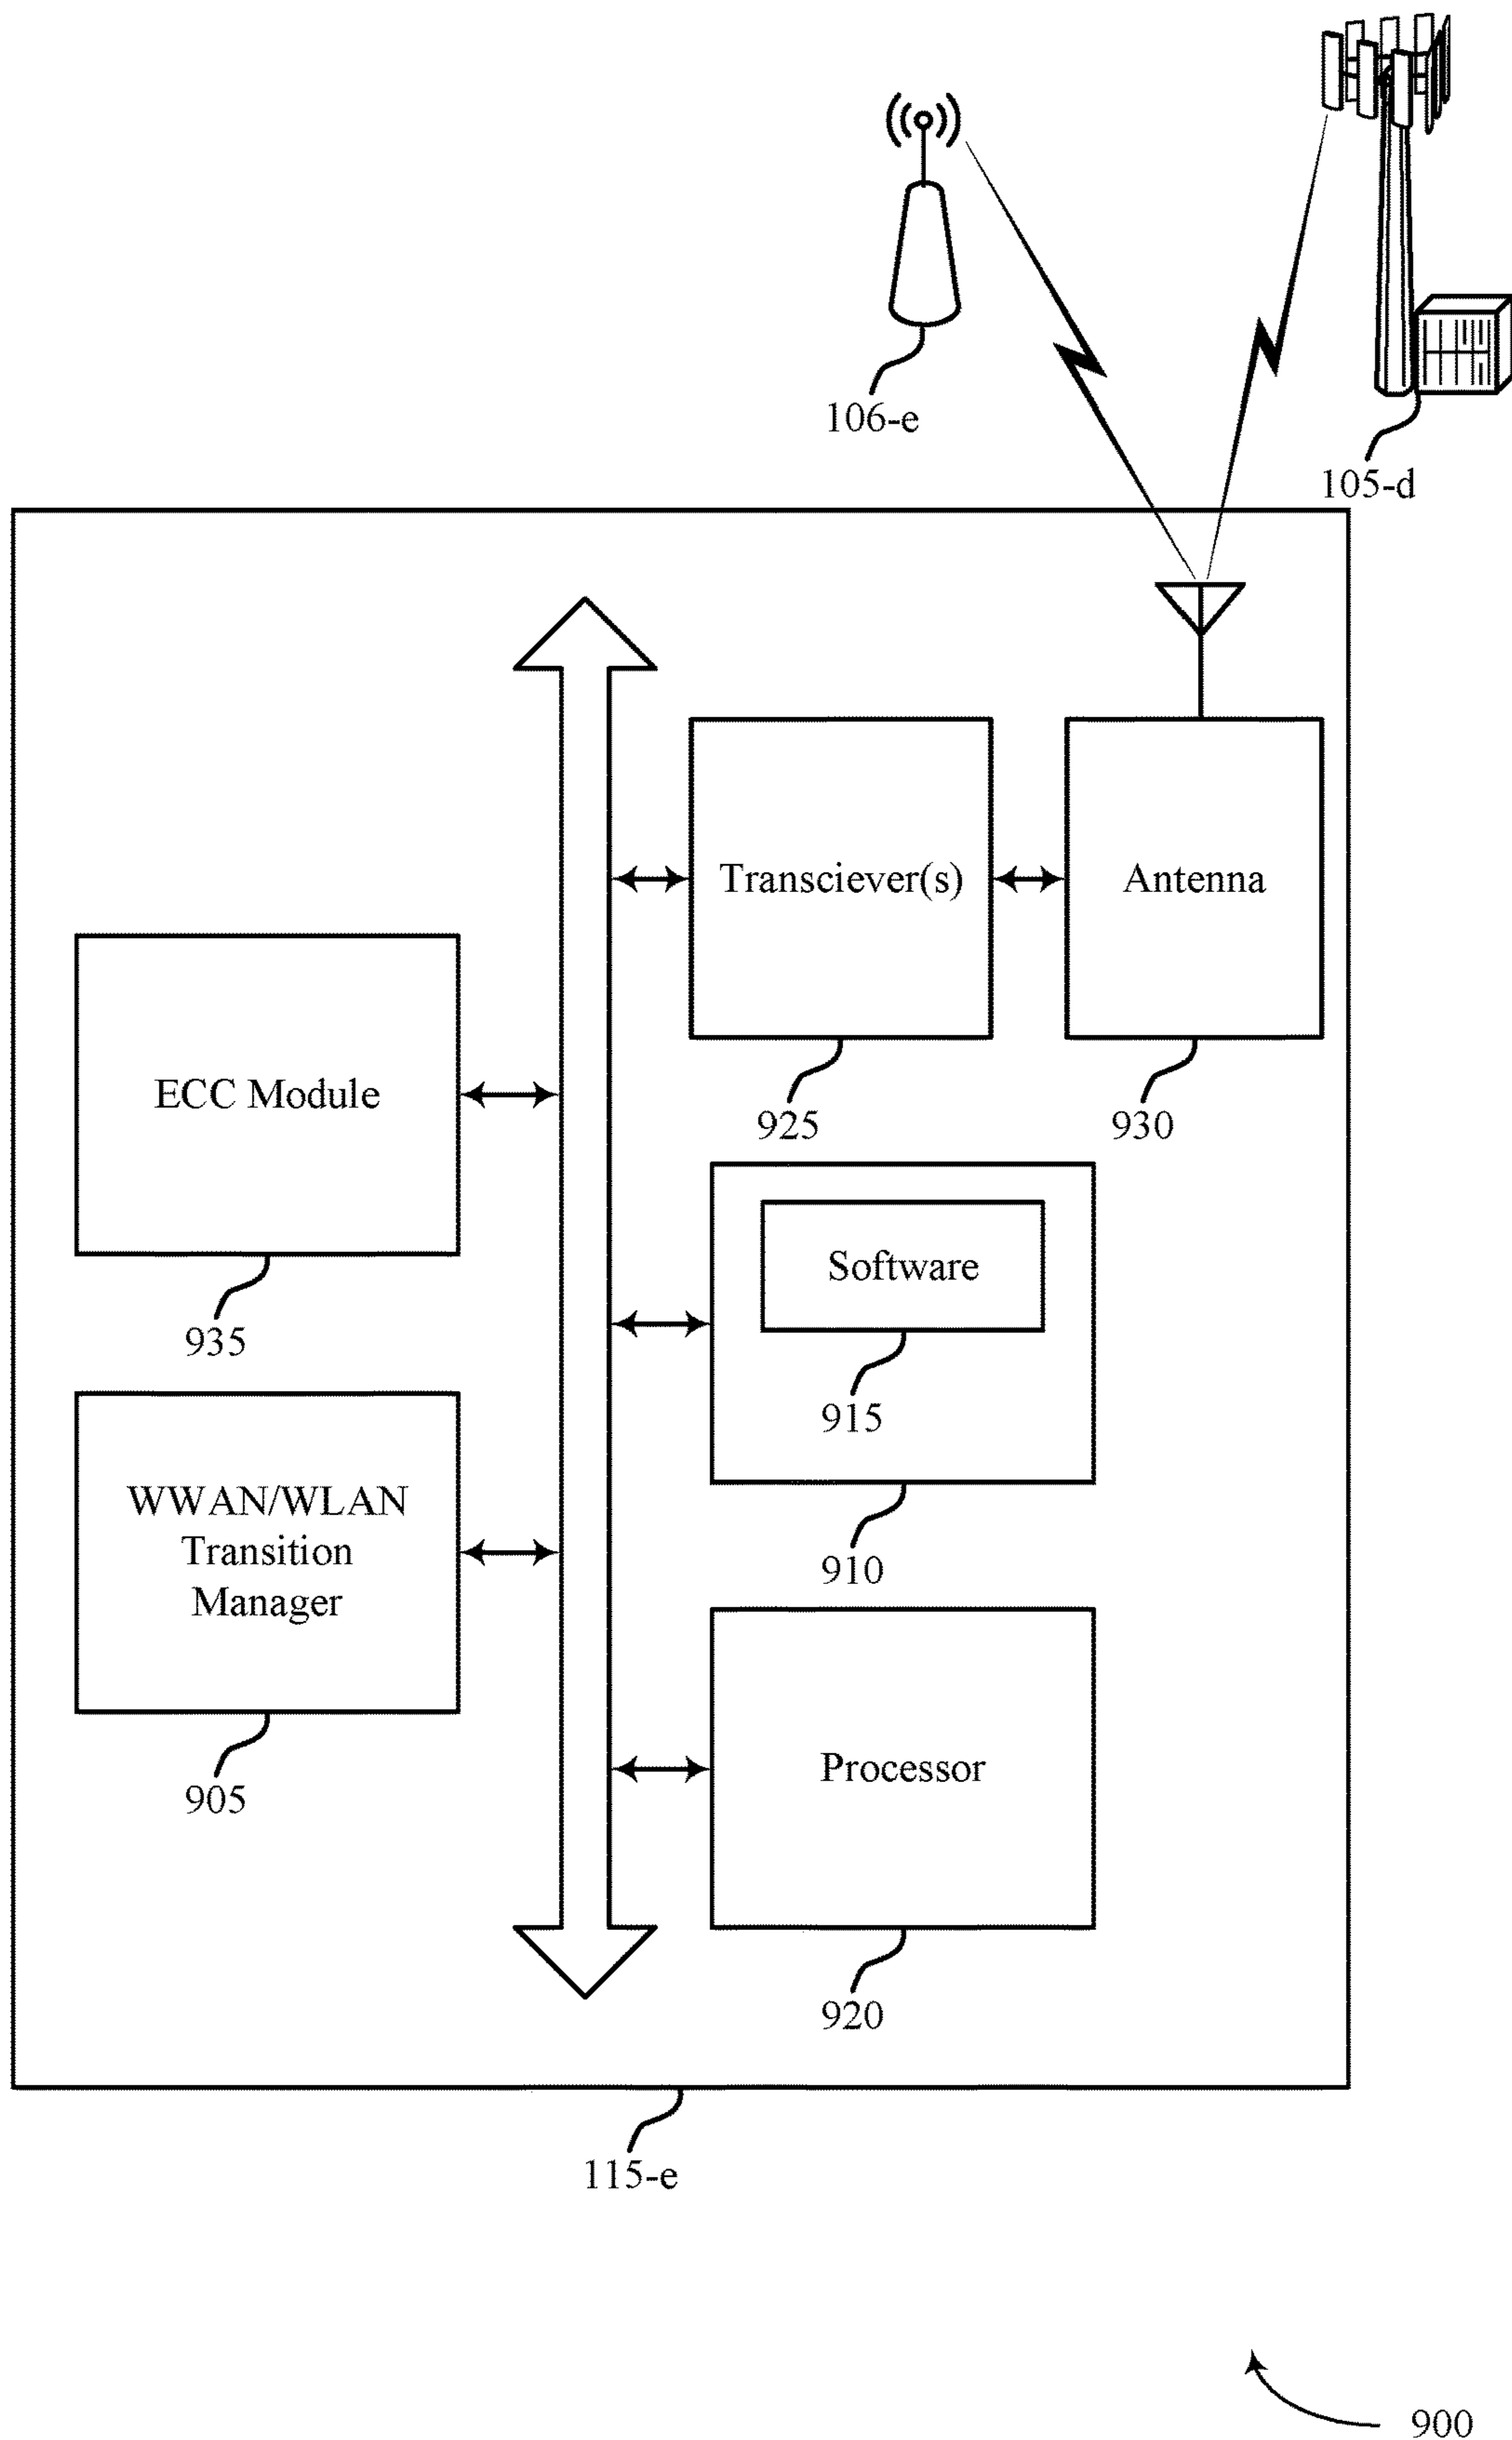 106-e
105-d
Transciever(s)
Antenna
925
930
ECC Module
935
Software
915
910
WWAN/WLAN
Transition
Manager
905
Processor
920
115-e
900